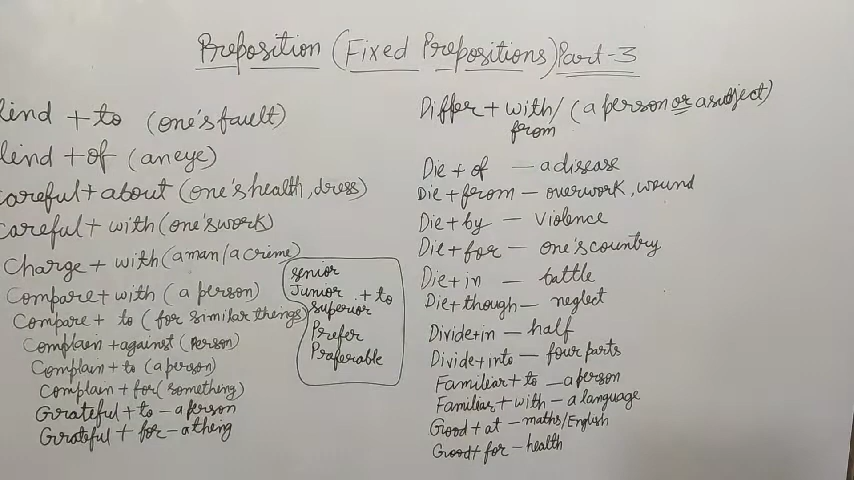 Preposition (Fixed Prepositions) Part-3
lind + to (one's fault)
lind + of (an eye)
careful + about (one's health, dress)
careful + with (one's work)
Charge + with (a man/a crime)
Compare + with (a person)
Compare + to (for similar things)
Complain + against (Person)
Complain + to (a person)
Complain + for (something)
Grateful + to - a person
Grateful + for - a thing
senior
Junior + to
superior
Prefer
Praferable
Differ + with/ (a person or a subject)
from
Die + of - a disease
Die + from - overwork, wound
Die + by - Violence
Die + for - one's country
Die + in - battle
Die + though - neglect
Divide + in - half
Divide + into - four parts
Familiar + to - a person
Familiar + with - a language
Good + at - maths/English
Good + for - health